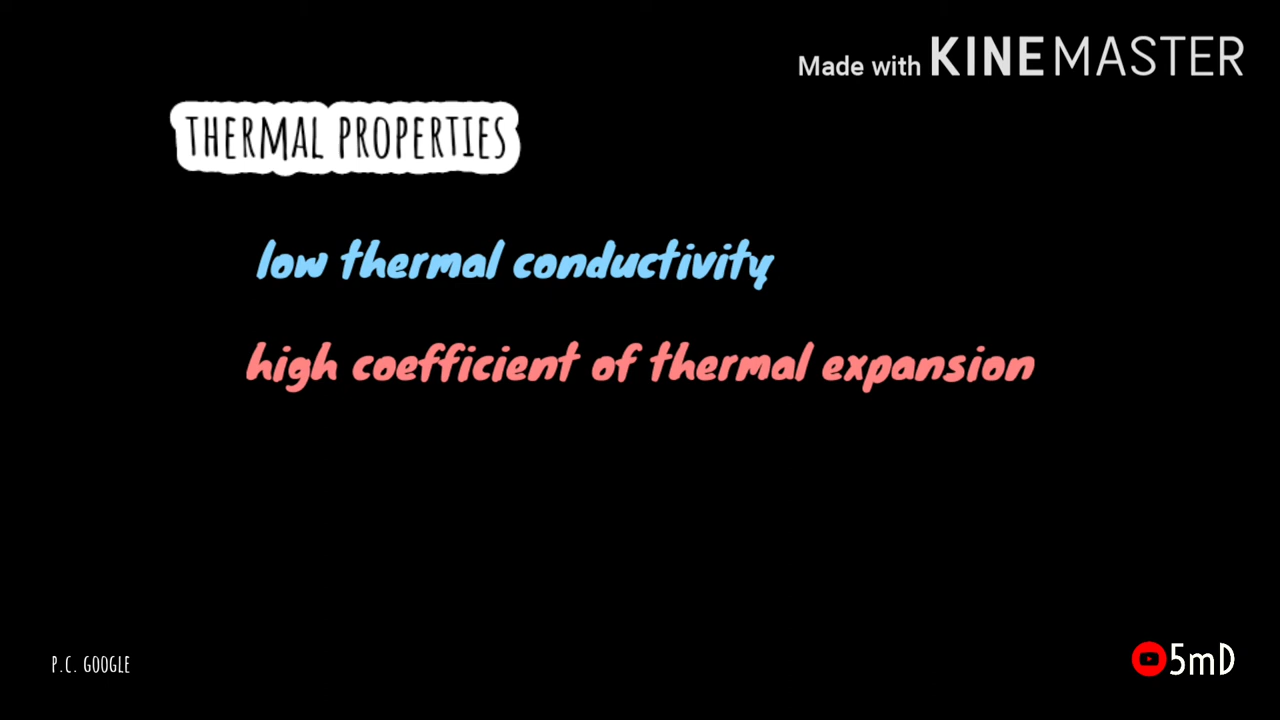 Made with KINEMASTER
THERMAL PROPERTIES
low thermal conductivity
high coefficient of thermal expansion
P.C. GOOGLE
5mD